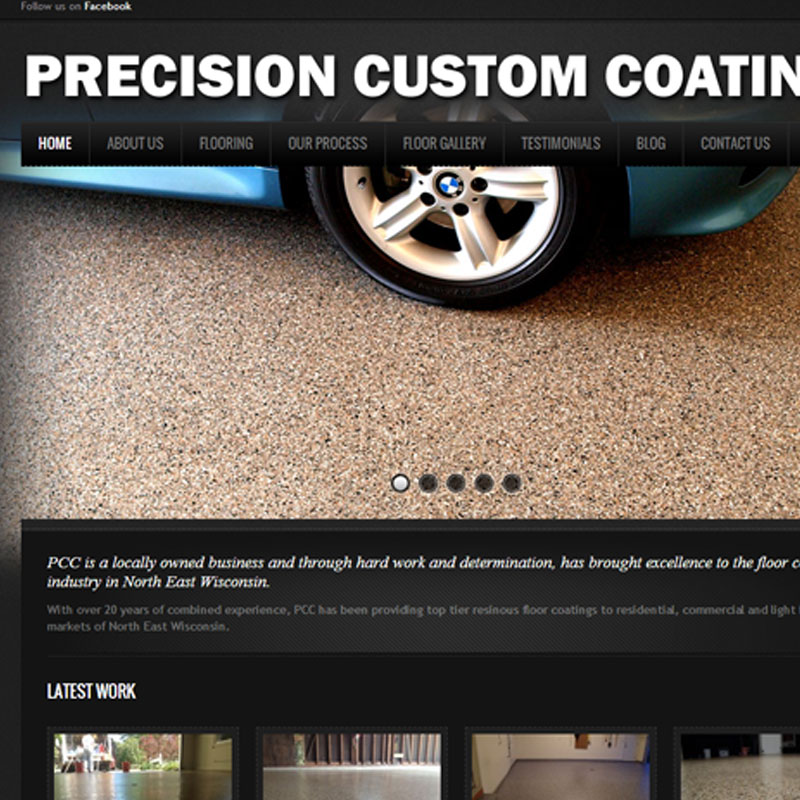 Follow us on Facebook
PRECISION CUSTOM COATIN
HOME ABOUT US FLOORING OUR PROCESS FLOOR GALLERY TESTIMONIALS BLOG CONTACT US
PCC is a locally owned business and through hard work and determination, has brought excellence to the floor c
industry in North East Wisconsin.
With over 20 years of combined experience, PCC has been providing top tier resinous floor coatings to residential, commercial and light
markets of North East Wisconsin.
LATEST WORK